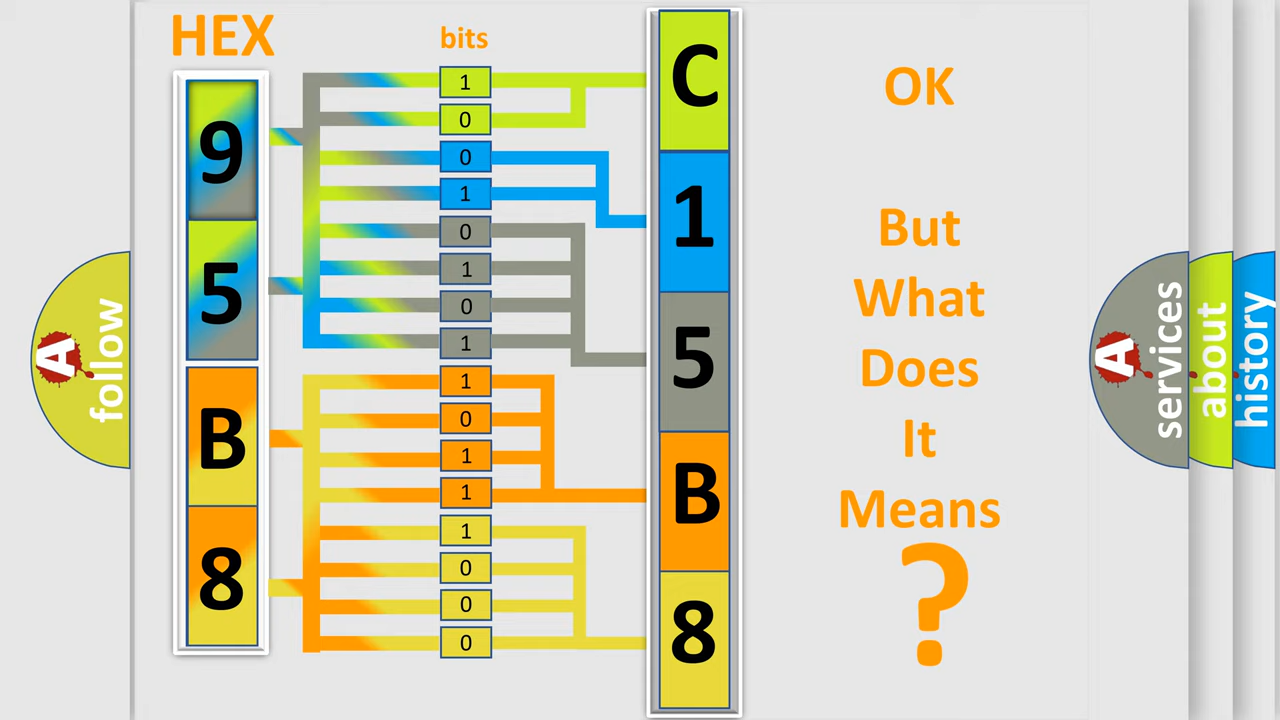 HEX
bits
9
5
B
8
1
0
0
1
0
1
0
1
1
0
1
1
1
0
0
0
C
1
5
B
8
OK
But
What
Does
It
Means
?
A
follow
A
services
about
history